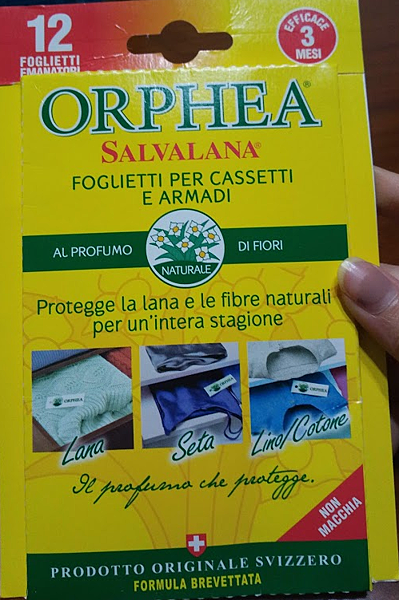 12
FOGLIETTI
EMANATORI
EFFICACE
3
MESI
ORPHEA®
SALVALANA®
FOGLIETTI PER CASSETTI
E ARMADI
AL PROFUMO
DI FIORI
NATURALE
Protegge la lana e le fibre naturali
per un'intera stagione
ORPHEA
ORPHEA
ORPHEA
Lana
Seta
Lino/Cotone
Il profumo che protegge.
NON
MACCHIA
PRODOTTO ORIGINALE SVIZZERO
FORMULA BREVETTATA